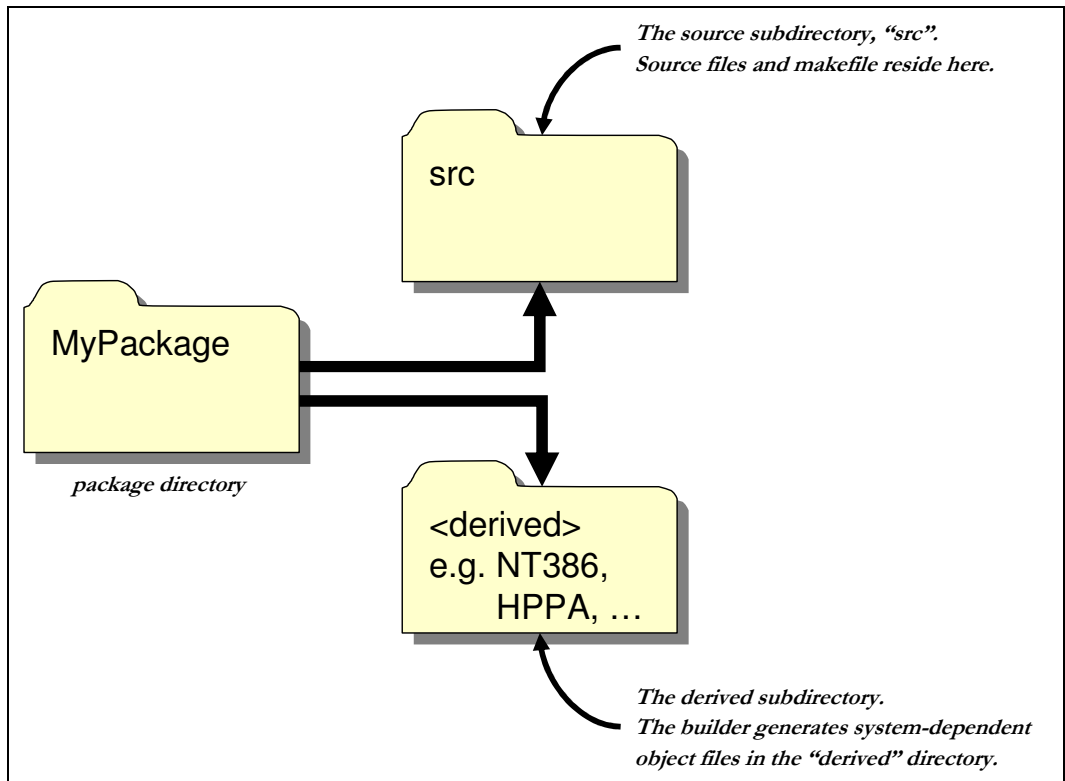 The source subdirectory, “src”.
Source files and makefile reside here.
src
MyPackage
package directory
<derived>
e.g. NT386,
HPPA, …
The derived subdirectory.
The builder generates system-dependent
object files in the “derived” directory.